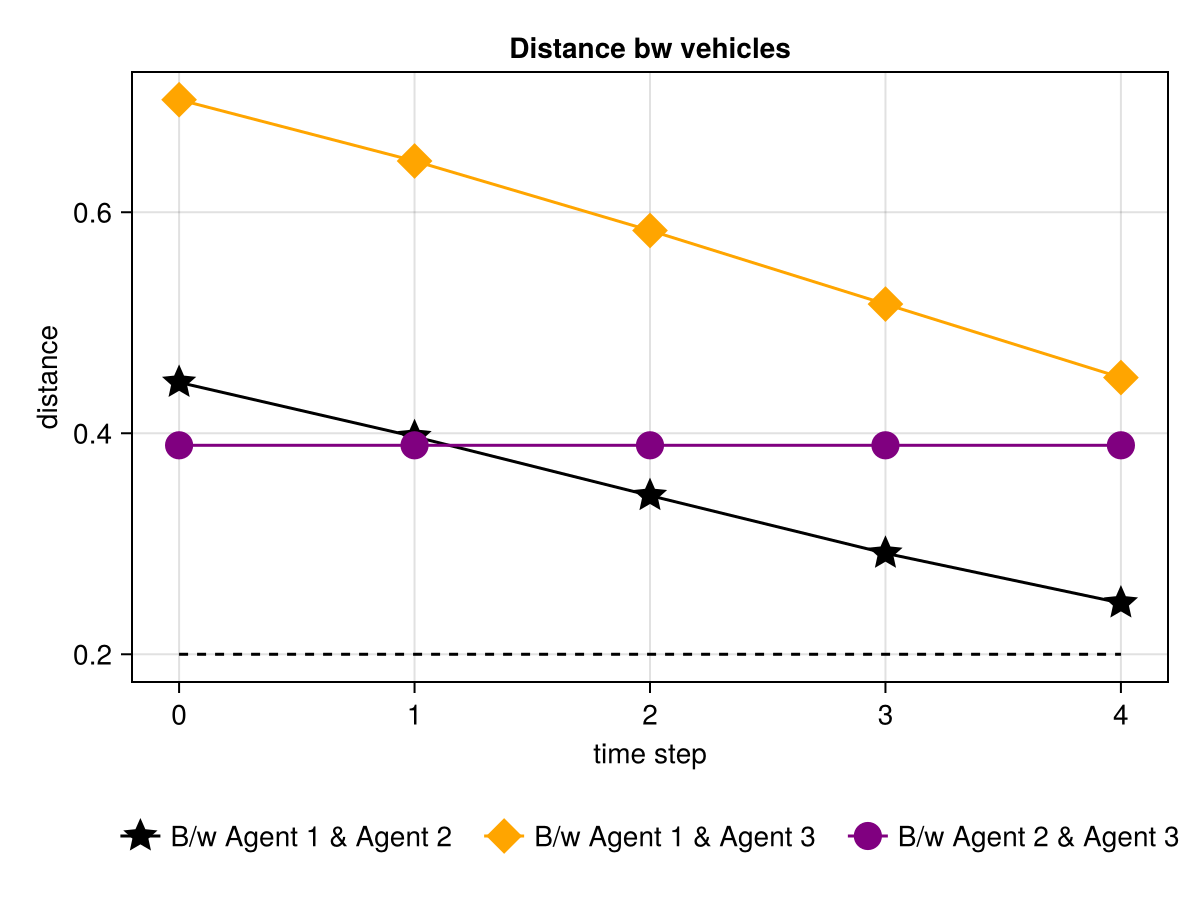 Distance bw vehicles
distance
0.6
0.4
0.2
0 1 2 3 4
time step
B/w Agent 1 & Agent 2 B/w Agent 1 & Agent 3 B/w Agent 2 & Agent 3